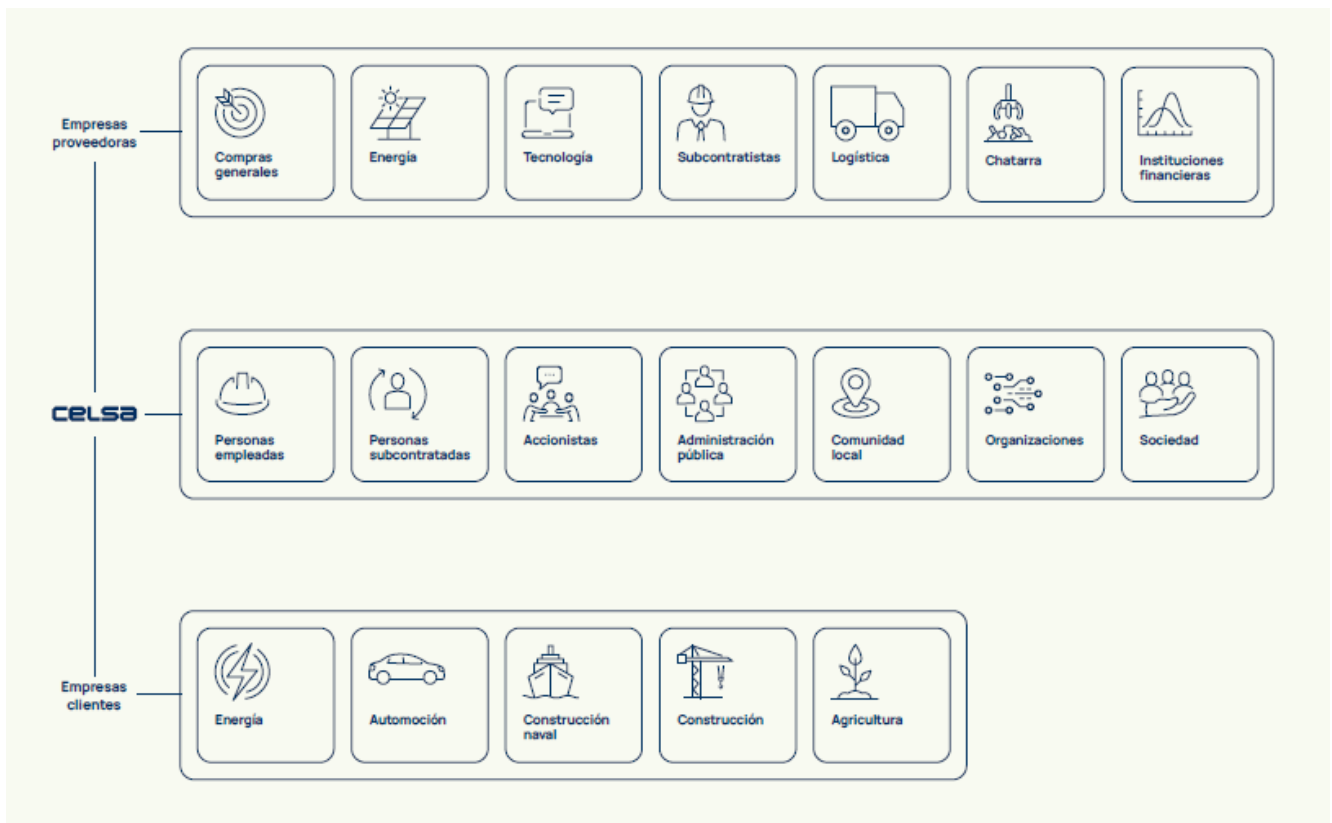 Empresas
proveedoras
Compras
generales
Energía
Tecnología
Subcontratistas
Logística
Chatarra
Instituciones
financieras
CELSA
Personas
empleadas
Personas
subcontratadas
Accionistas
Administración
pública
Comunidad
local
Organizaciones
Sociedad
Empresas
clientes
Energía
Automoción
Construcción
naval
Construcción
Agricultura